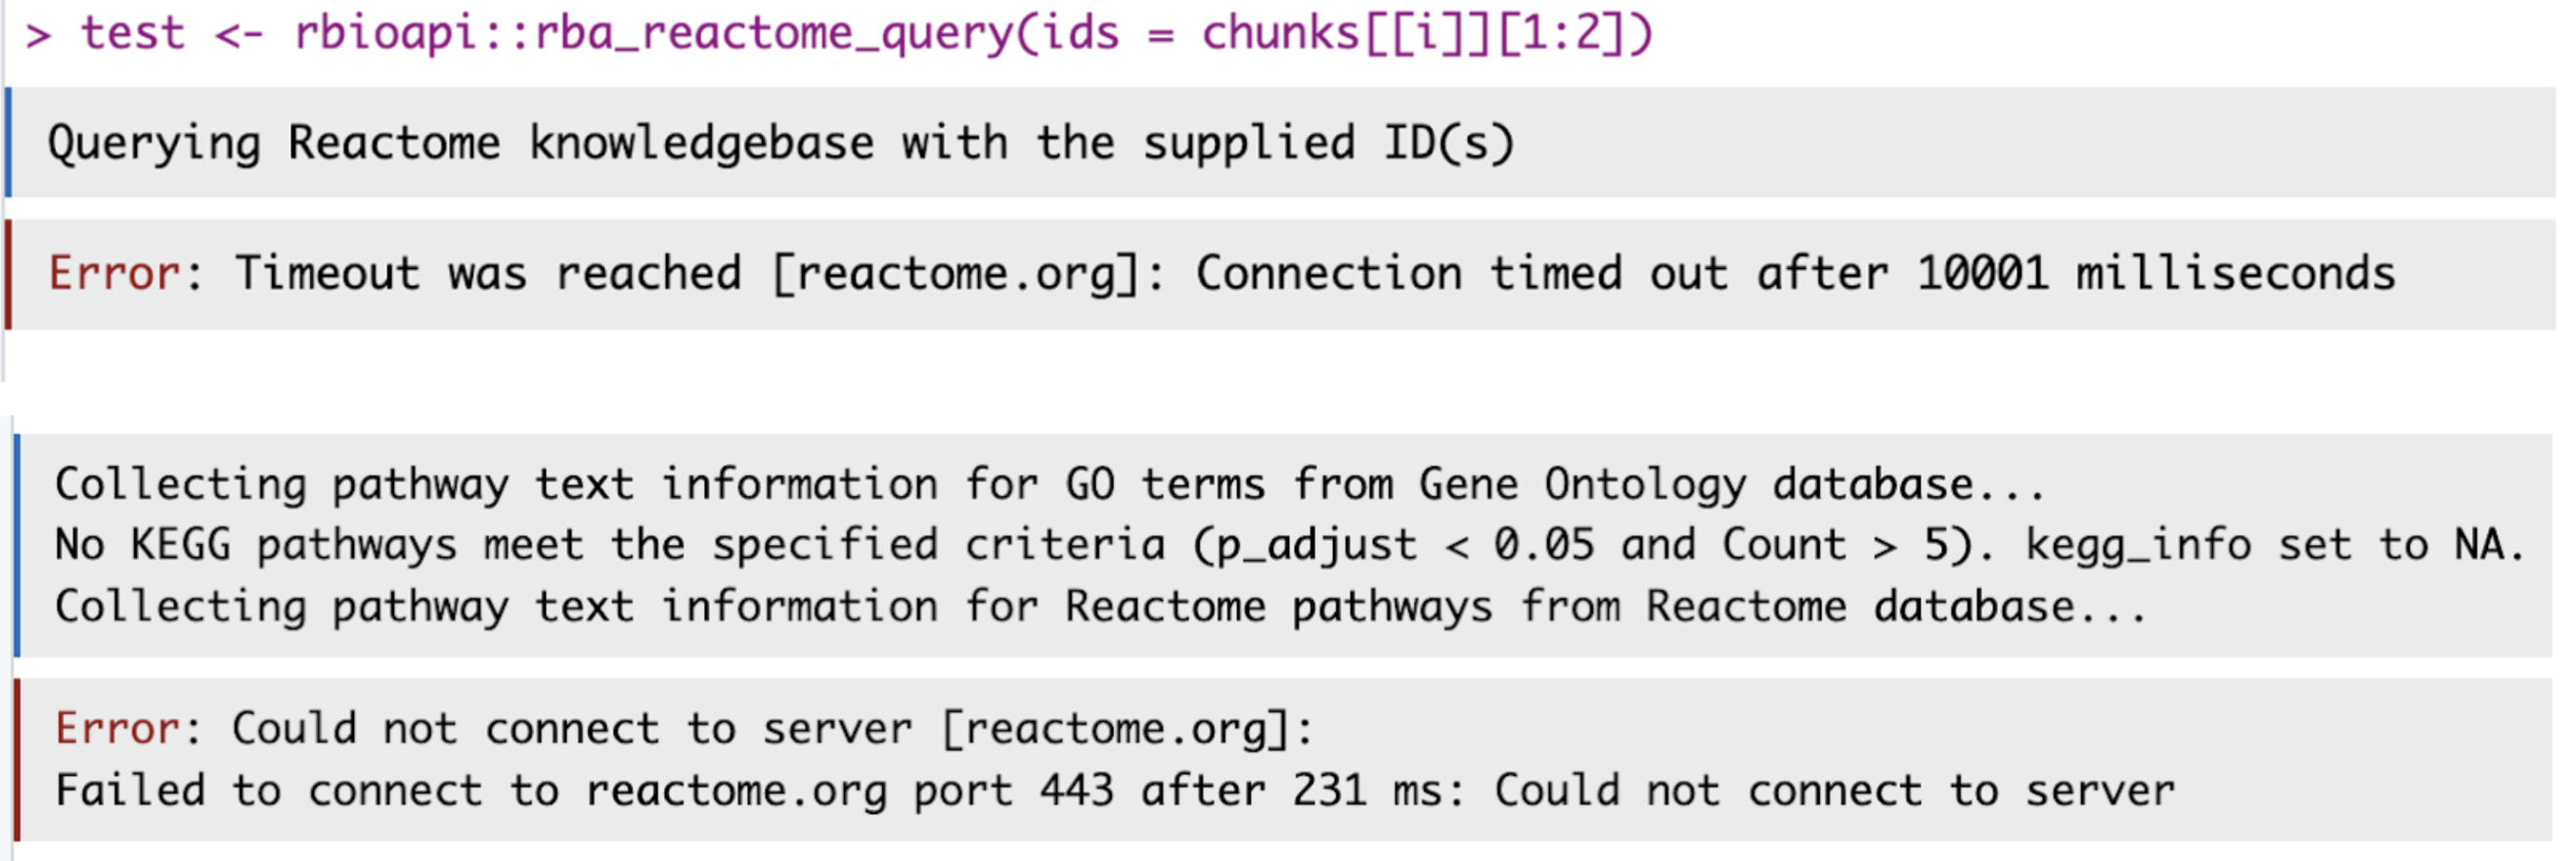 > test <- rbioapi::rba_reactome_query(ids = chunks[[i]][1:2])
Querying Reactome knowledgebase with the supplied ID(s)
Error: Timeout was reached [reactome.org]: Connection timed out after 10001 milliseconds
Collecting pathway text information for GO terms from Gene Ontology database...
No KEGG pathways meet the specified criteria (p_adjust < 0.05 and Count > 5). kegg_info set to NA.
Collecting pathway text information for Reactome pathways from Reactome database...
Error: Could not connect to server [reactome.org]:
Failed to connect to reactome.org port 443 after 231 ms: Could not connect to server